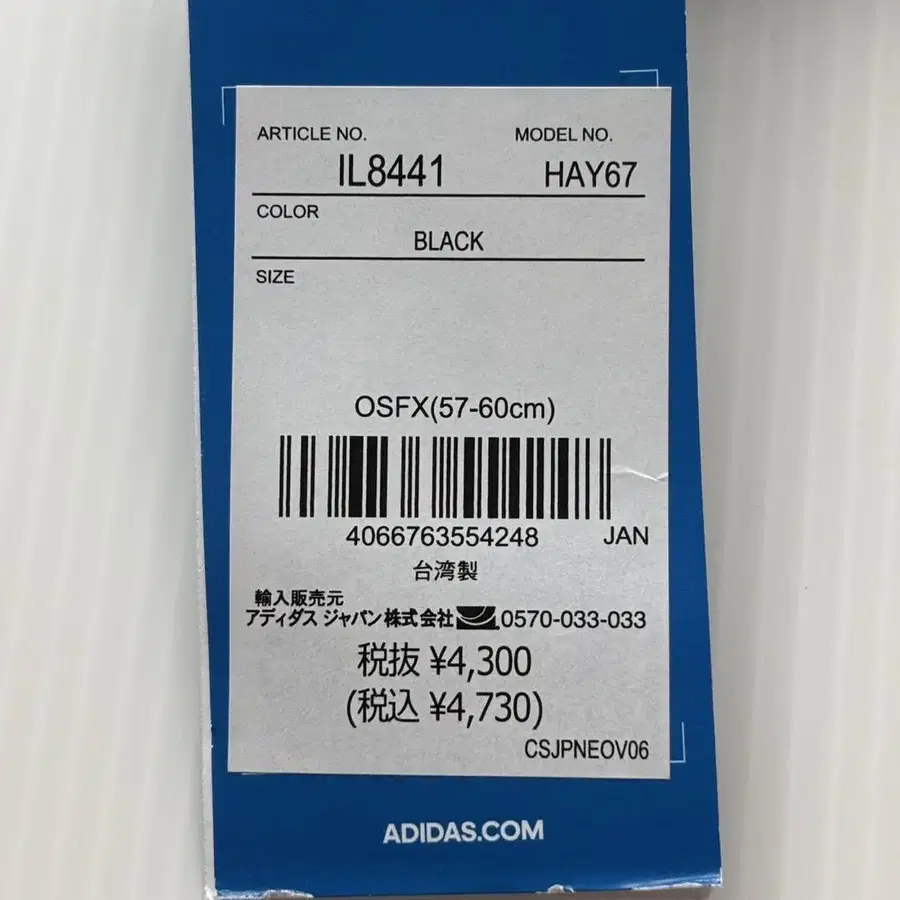 ARTICLE NO. MODEL NO.
IL8441 HAY67
COLOR
BLACK
SIZE
OSFX(57-60cm)
4066763554248 JAN
台湾製
輸入販売元
アディダス ジャパン株式会社 0570-033-033
税抜 ¥4,300
(税込 ¥4,730)
CSJPNEOV06
ADIDAS.COM